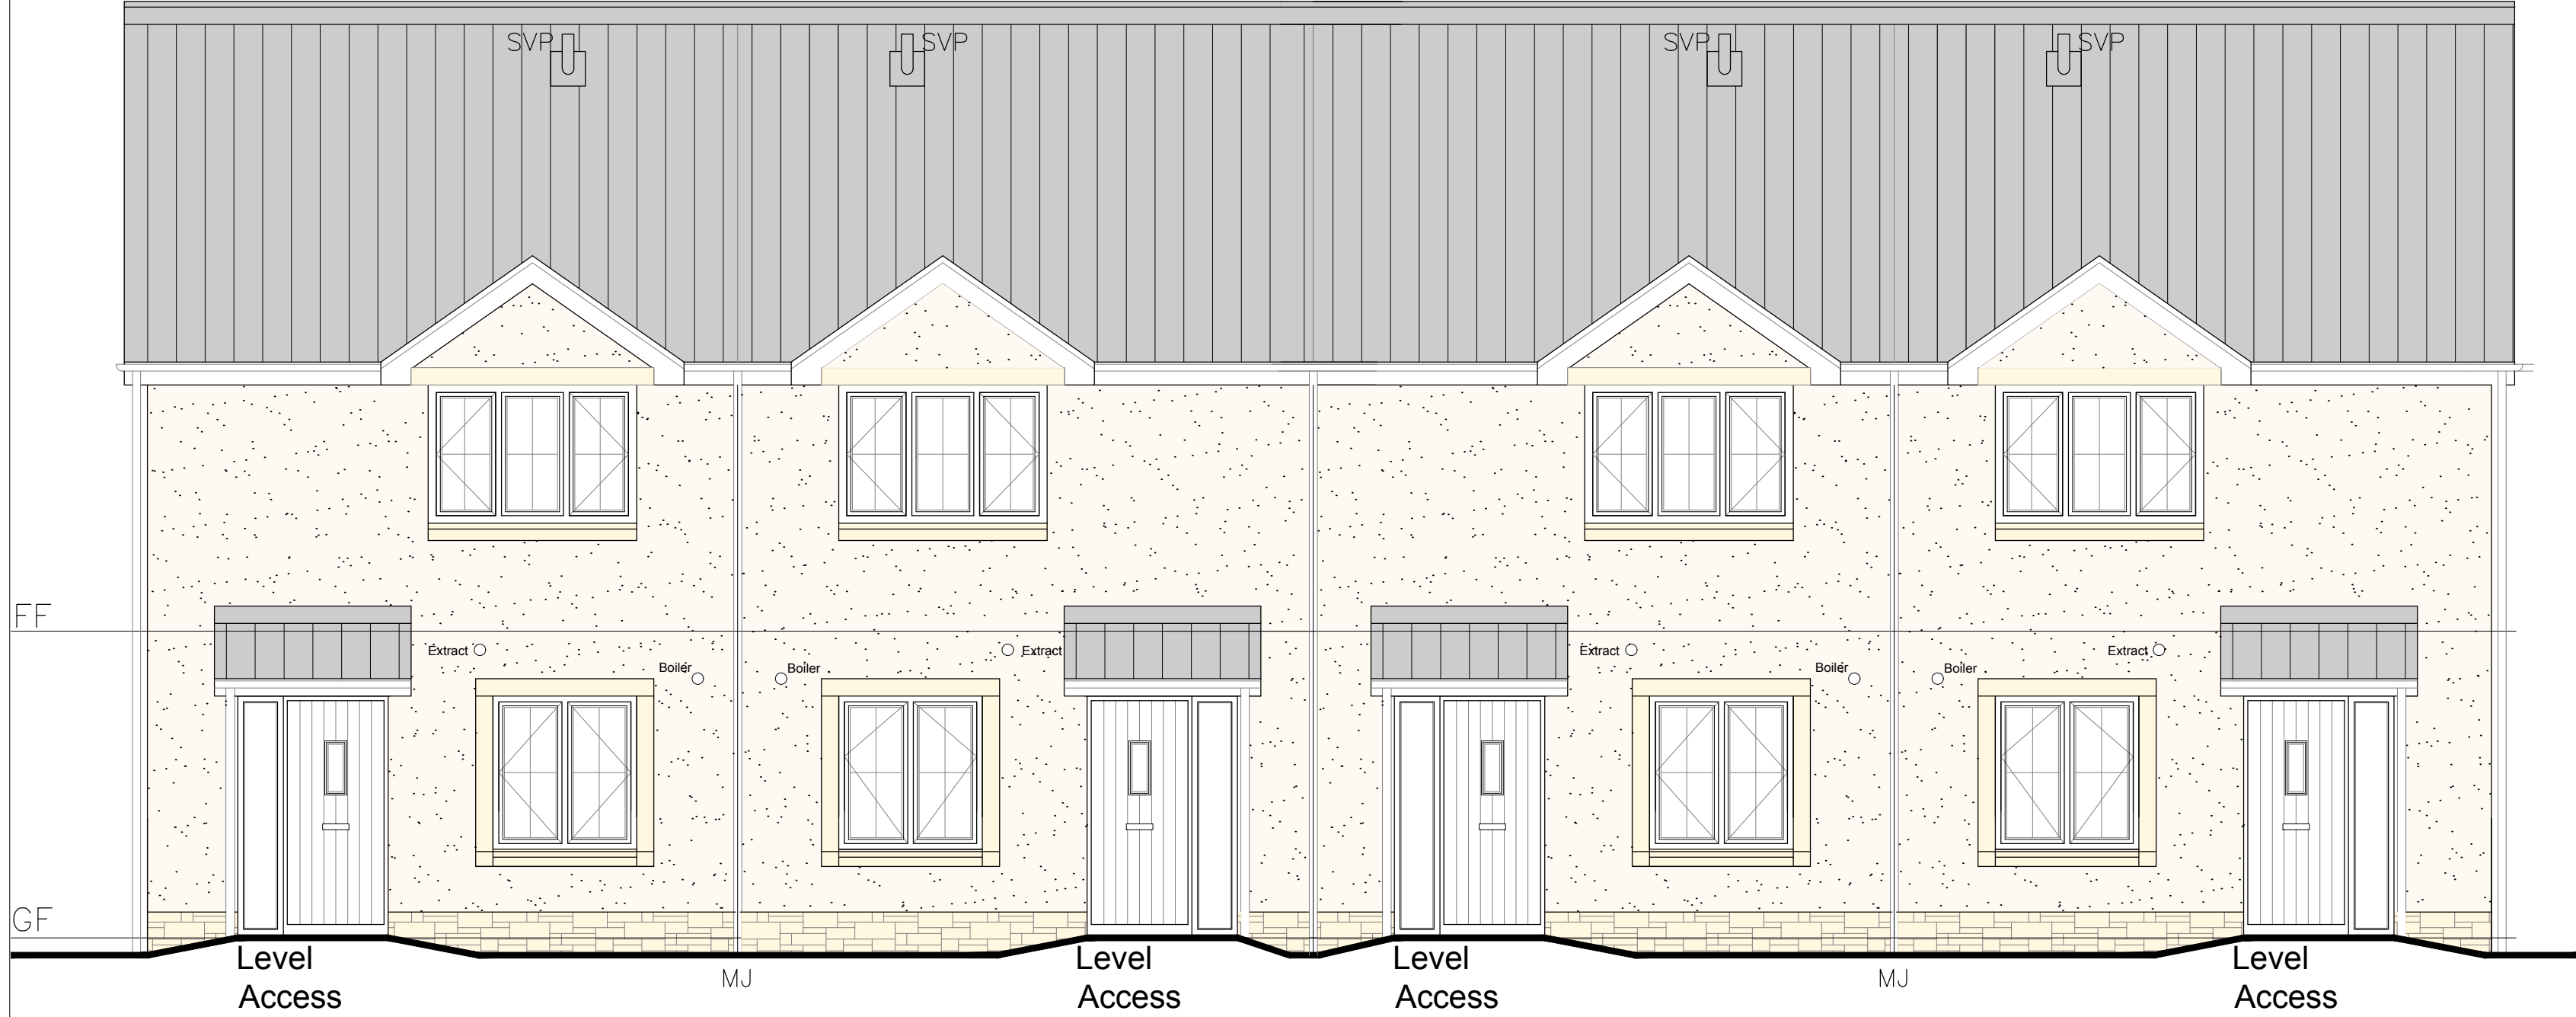 SVP
SVP
SVP
SVP
FF
Extract
Boiler
Boiler
Extract
Extract
Boiler
Boiler
Extract
GF
Level
Access
Level
Access
Level
Access
Level
Access
MJ
MJ